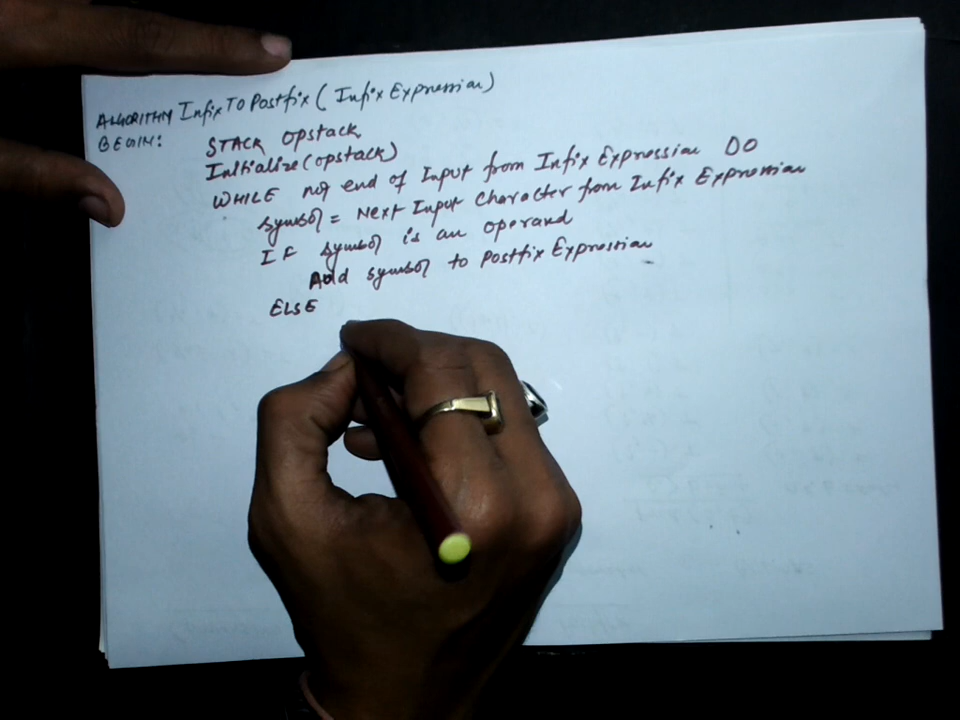 ALGORITHM Infix To Postfix ( Infix Expression)
BEGIN:
STACK opstack
Initialize (opstack)
WHILE not end of Input from Infix Expression DO
symbol = Next Input Character from Infix Expression
IF symbol is an operand
Add symbol to Postfix Expression
ELSE